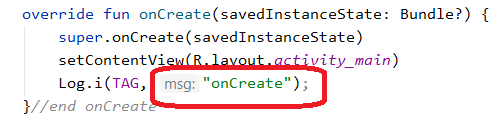 override fun onCreate(savedInstanceState: Bundle?) {
super.onCreate(savedInstanceState)
setContentView(R.layout.activity_main)
Log.i(TAG, msg: "onCreate");
}//end onCreate